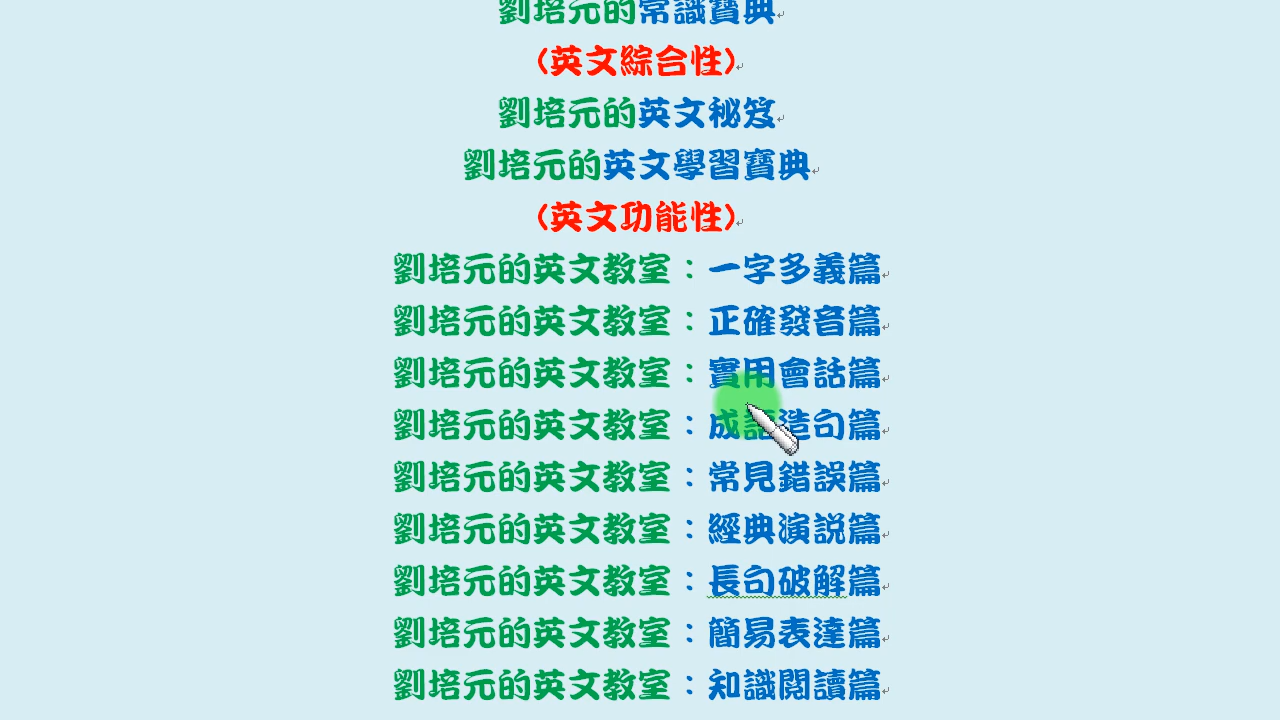 劉培元的常識寶典
(英文綜合性)
劉培元的英文秘笈
劉培元的英文學習寶典
(英文功能性)
劉培元的英文教室：一字多義篇
劉培元的英文教室：正確發音篇
劉培元的英文教室：實用會話篇
劉培元的英文教室：成語造句篇
劉培元的英文教室：常見錯誤篇
劉培元的英文教室：經典演說篇
劉培元的英文教室：長句破解篇
劉培元的英文教室：簡易表達篇
劉培元的英文教室：知識閱讀篇